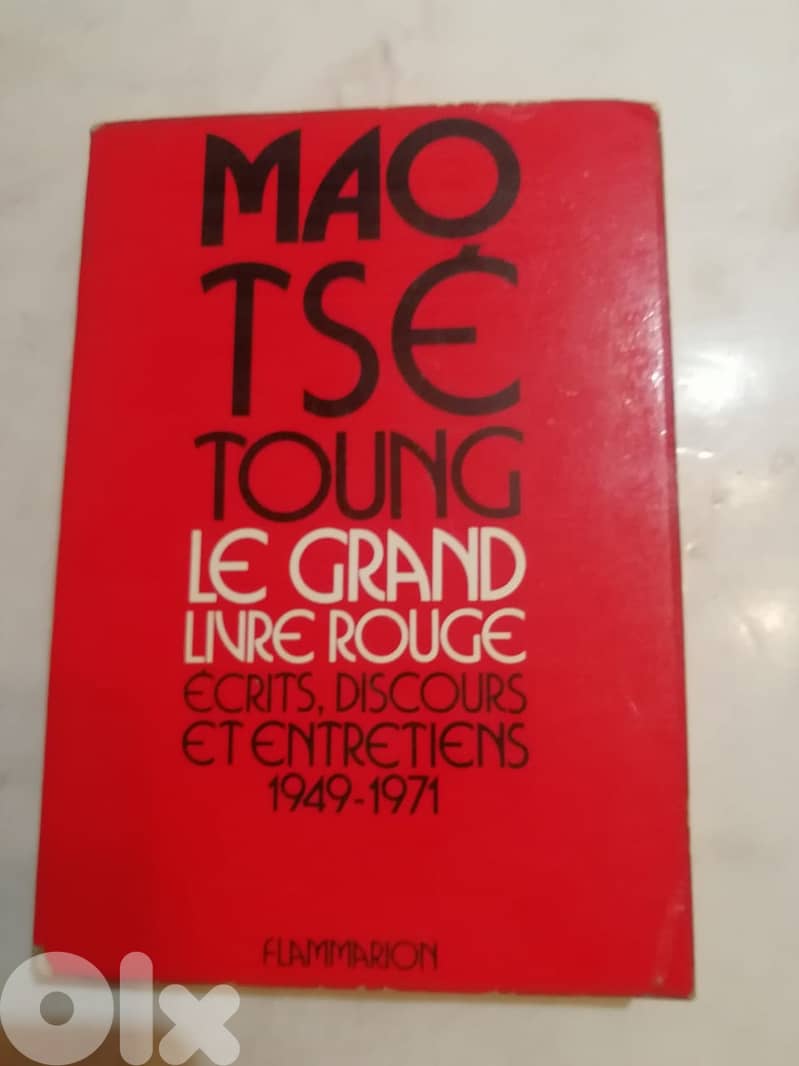 MAO
TSÉ
TOUNG
LE GRAND
LIVRE ROUGE
ÉCRITS, DISCOURS
ET ENTRETIENS
1949-1971
FLAMMARION
olx